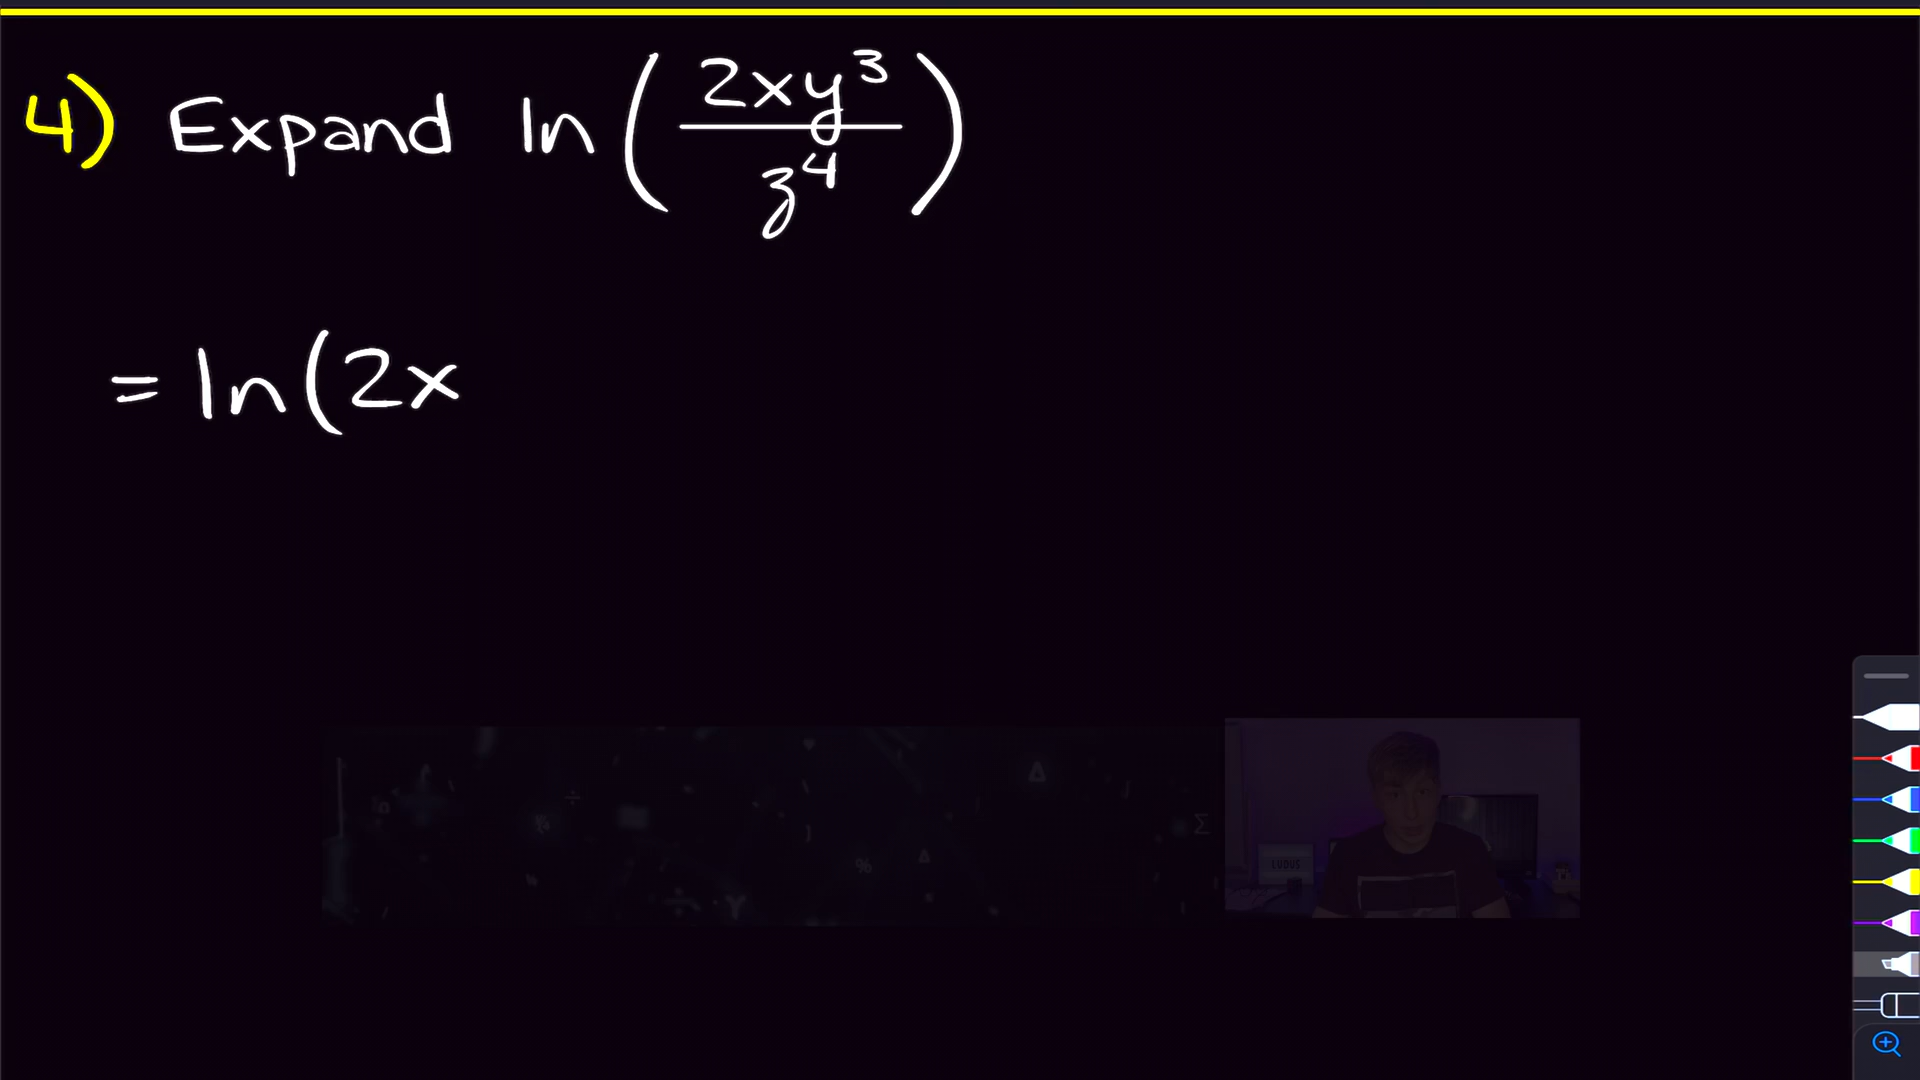 4) Expand ln(2xy³/z⁴)
= ln(2x